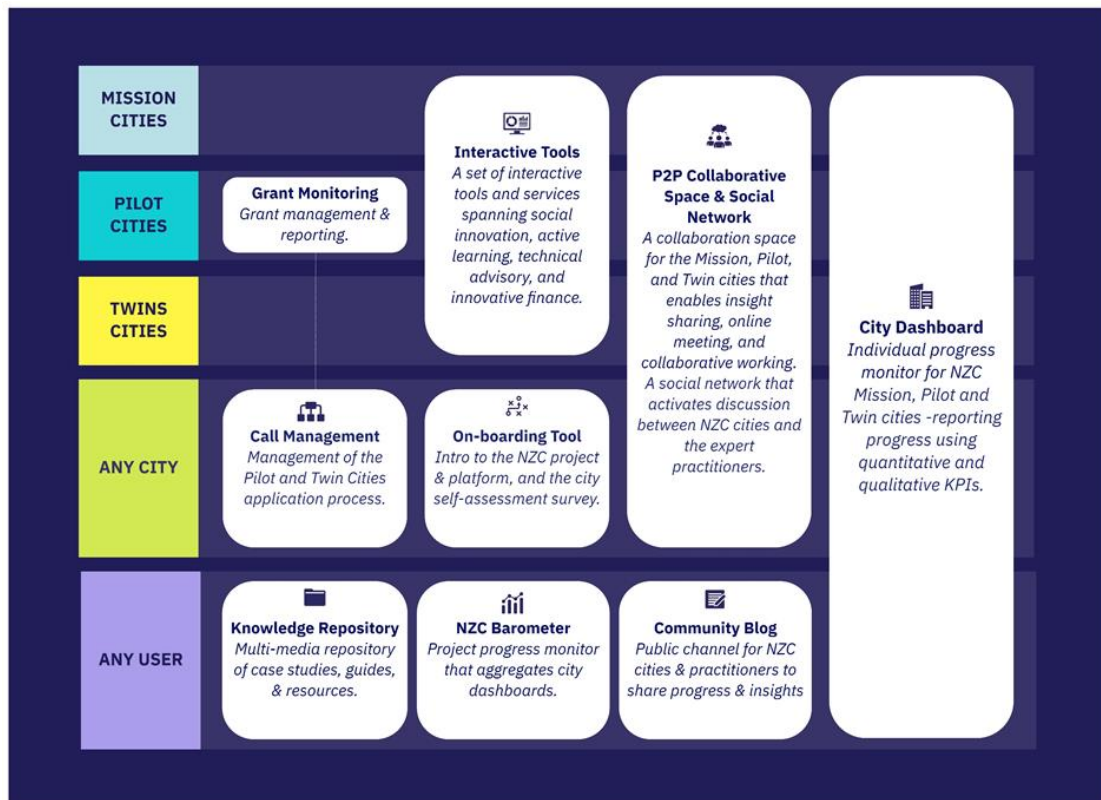 MISSION
CITIES
PILOT
CITIES
TWINS
CITIES
ANY CITY
ANY USER
Grant Monitoring
Grant management &
reporting.
Call Management
Management of the
Pilot and Twin Cities
application process.
Knowledge Repository
Multi-media repository
of case studies, guides,
& resources.
Interactive Tools
A set of interactive
tools and services
spanning social
innovation, active
learning, technical
advisory, and
innovative finance.
On-boarding Tool
Intro to the NZC project
& platform, and the city
self-assessment survey.
NZC Barometer
Project progress monitor
that aggregates city
dashboards.
P2P Collaborative
Space & Social
Network
A collaboration space
for the Mission, Pilot,
and Twin cities that
enables insight
sharing, online
meeting, and
collaborative working.
A social network that
activates discussion
between NZC cities and
the expert
practitioners.
Community Blog
Public channel for NZC
cities & practitioners to
share progress & insights
City Dashboard
Individual progress
monitor for NZC
Mission, Pilot and
Twin cities -reporting
progress using
quantitative and
qualitative KPIs.